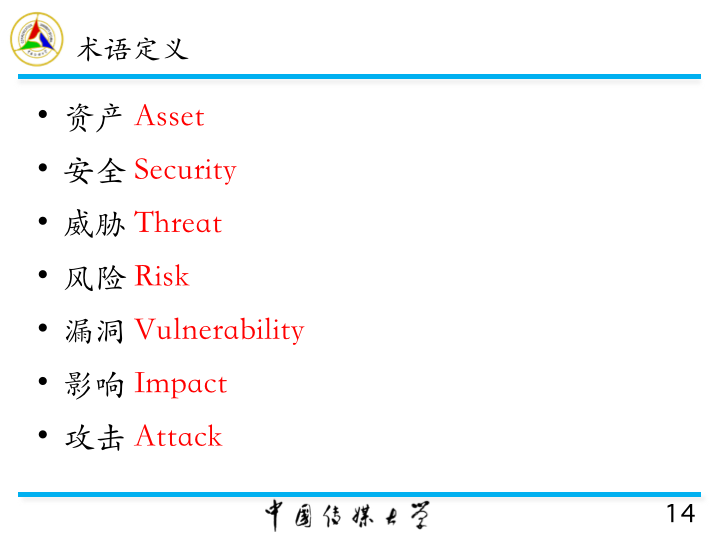 术语定义
• 资产 Asset
• 安全 Security
• 威胁 Threat
• 风险 Risk
• 漏洞 Vulnerability
• 影响 Impact
• 攻击 Attack
中国传媒大学
14